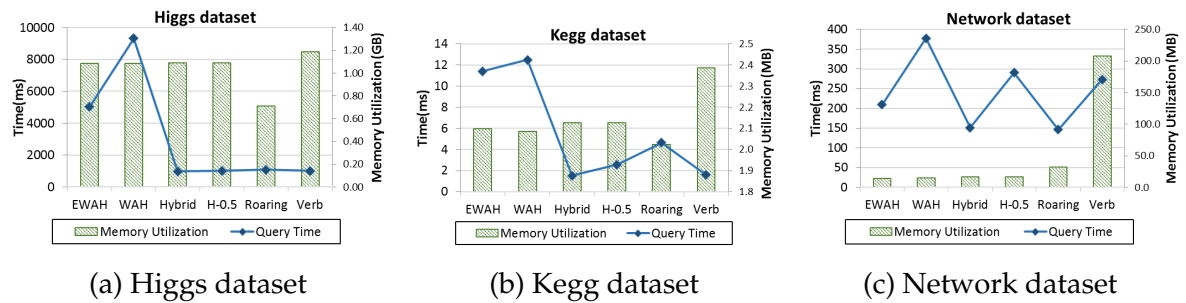 Higgs dataset
10000
8000
6000
4000
2000
0
Time(ms)
1.40
1.20
1.00
0.80
0.60
0.40
0.20
0.00
Memory Utilization (GB)
EWAH WAH Hybrid H-0.5 Roaring Verb
Memory Utilization Query Time
(a) Higgs dataset
Kegg dataset
14
12
10
8
6
4
2
0
Time(ms)
2.5
2.4
2.3
2.2
2.1
2.0
1.9
1.8
Memory Utilization (MB)
EWAH WAH Hybrid H-0.5 Roaring Verb
Memory Utilization Query Time
(b) Kegg dataset
Network dataset
400
350
300
250
200
150
100
50
0
Time(ms)
250.0
200.0
150.0
100.0
50.0
0.0
Memory Utilization (MB)
EWAH WAH Hybrid H-0.5 Roaring Verb
Memory Utilization Query Time
(c) Network dataset